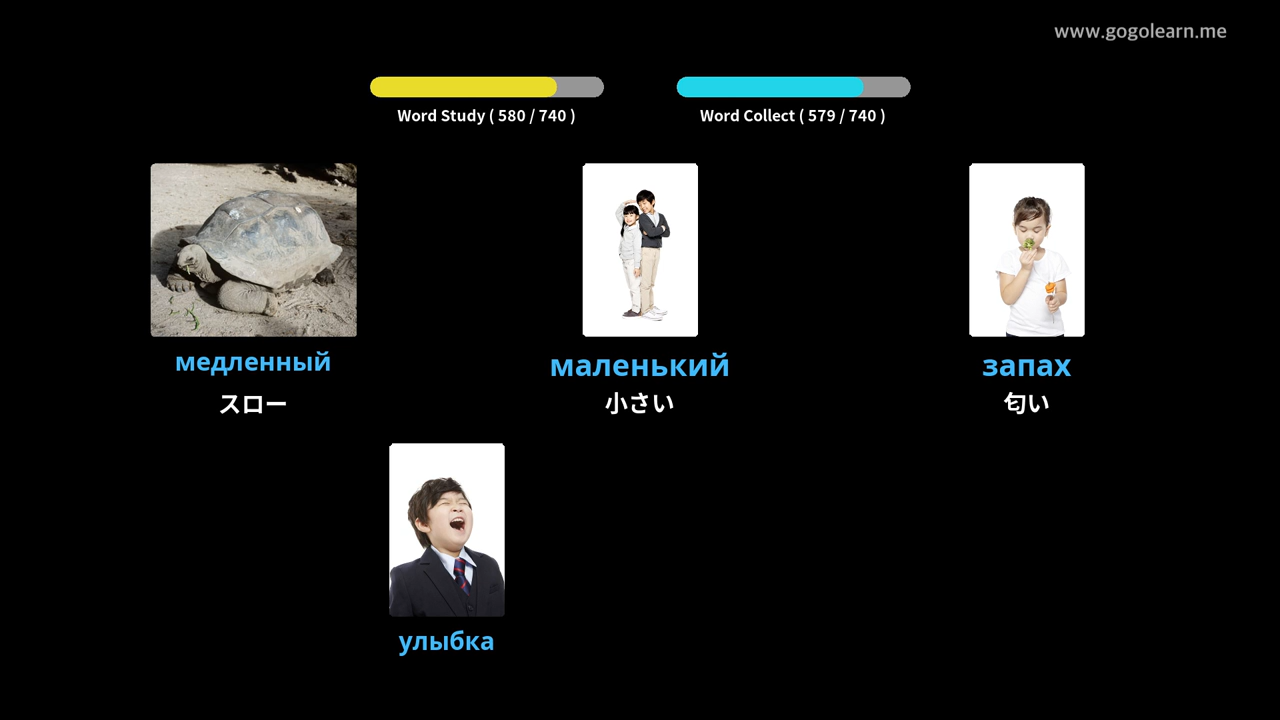 www.gogolearn.me
Word Study ( 580 / 740 )
Word Collect ( 579 / 740 )
медленный
スロー
маленький
小さい
запах
匂い
улыбка